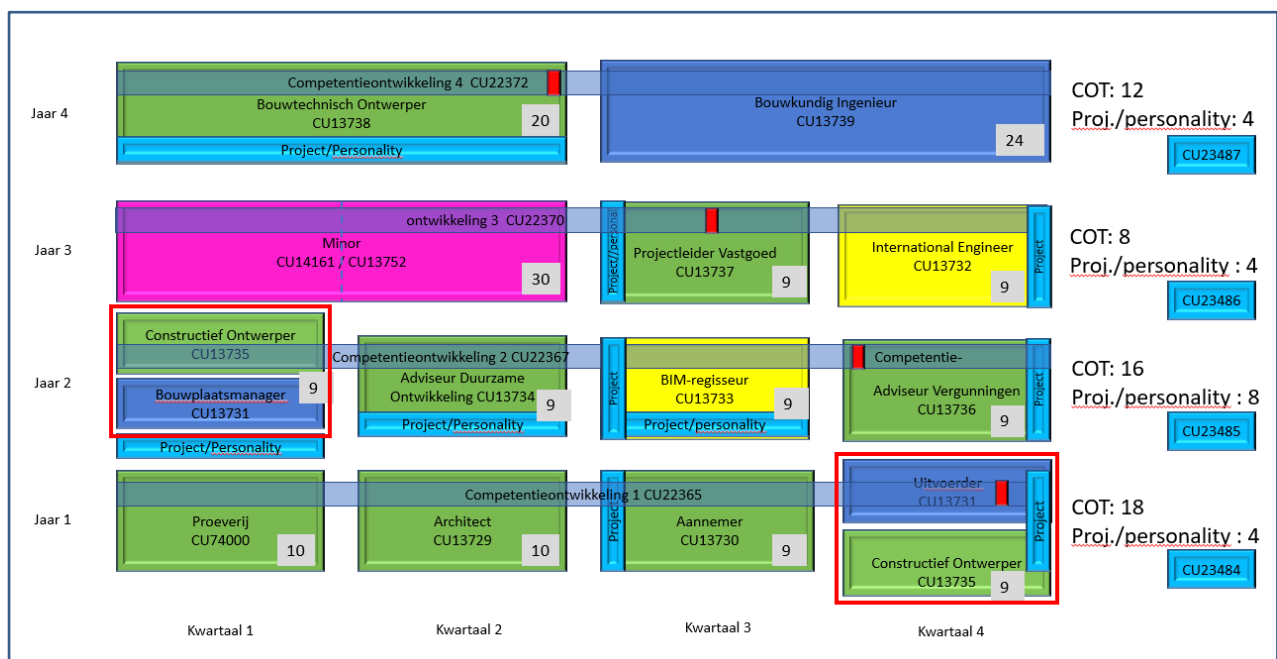 Jaar 4
Competentieontwikkeling 4 CU22372
Bouwtechnisch Ontwerper
CU13738
20
Project/Personality
Bouwkundig Ingenieur
CU13739
24
COT: 12
Proj./personality: 4
CU23487
Jaar 3
ontwikkeling 3 CU22370
Minor
CU14161 / CU13752
30
Project//personal
Projectleider Vastgoed
CU13737
9
International Engineer
CU13732
9
Project
COT: 8
Proj./personality : 4
CU23486
Jaar 2
Constructief Ontwerper
CU13735
9
Bouwplaatsmanager
CU13731
Project/Personality
Competentieontwikkeling 2 CU22367
Adviseur Duurzame
Ontwikkeling CU13734
9
Project/Personality
Project
BIM-regisseur
CU13733
9
Project/personality
Competentie-
Adviseur Vergunningen
CU13736
9
Project
COT: 16
Proj./personality : 8
CU23485
Jaar 1
Competentieontwikkeling 1 CU22365
Proeverij
CU74000
10
Architect
CU13729
10
Project
Aannemer
CU13730
9
Uitvoerder
CU13731
Constructief Ontwerper
CU13735
9
Project
COT: 18
Proj./personality : 4
CU23484
Kwartaal 1
Kwartaal 2
Kwartaal 3
Kwartaal 4